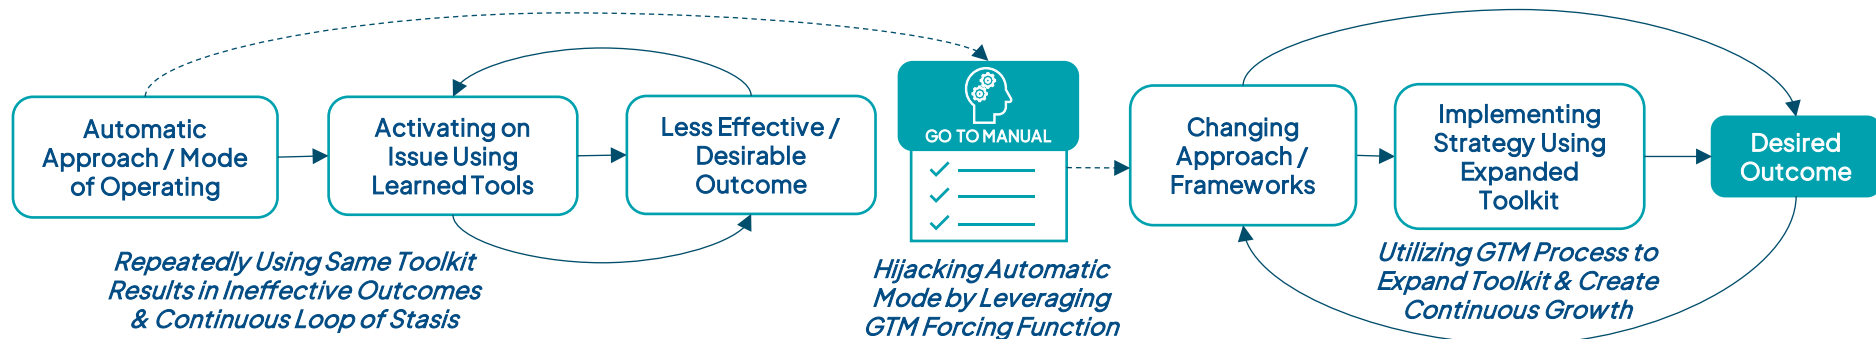 Automatic
Approach / Mode
of Operating
Activating on
Issue Using
Learned Tools
Less Effective /
Desirable
Outcome
Repeatedly Using Same Toolkit
Results in Ineffective Outcomes
& Continuous Loop of Stasis
GO TO MANUAL
Hijacking Automatic
Mode by Leveraging
GTM Forcing Function
Changing
Approach /
Frameworks
Implementing
Strategy Using
Expanded
Toolkit
Desired
Outcome
Utilizing GTM Process to
Expand Toolkit & Create
Continuous Growth